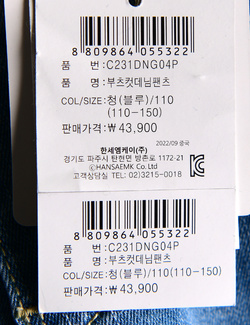 8 809864 055322
품 번: C231DNG04P
품 명: 부츠컷데님팬츠
COL/SIZE: 청(블루)/110
(110-150)
판매가격: ₩ 43,900
2022/09 중국
한세엠케이(주)
경기도 파주시 탄현면 방촌로 1172-21
ⓒHANSAEMK Co.,Ltd.
고객상담실 TEL: 02)3215-0018
8 809864 055322
품 번: C231DNG04P
품 명: 부츠컷데님팬츠
COL/SIZE: 청(블루)/110(110-150)
판매가격: ₩ 43,900